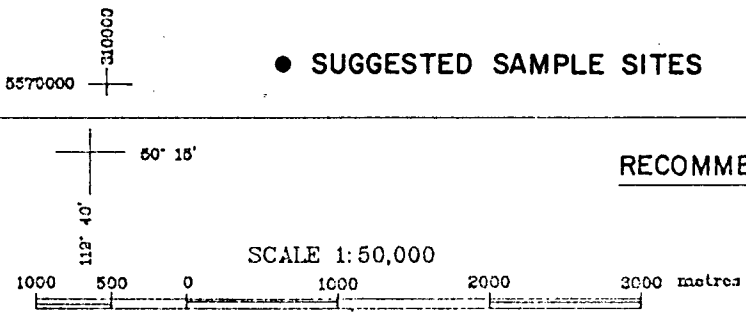 310000
5570000
● SUGGESTED SAMPLE SITES
50° 15'
RECOMME
112° 40'
SCALE 1:50,000
1000 500 0 1000 2000 3000 metres